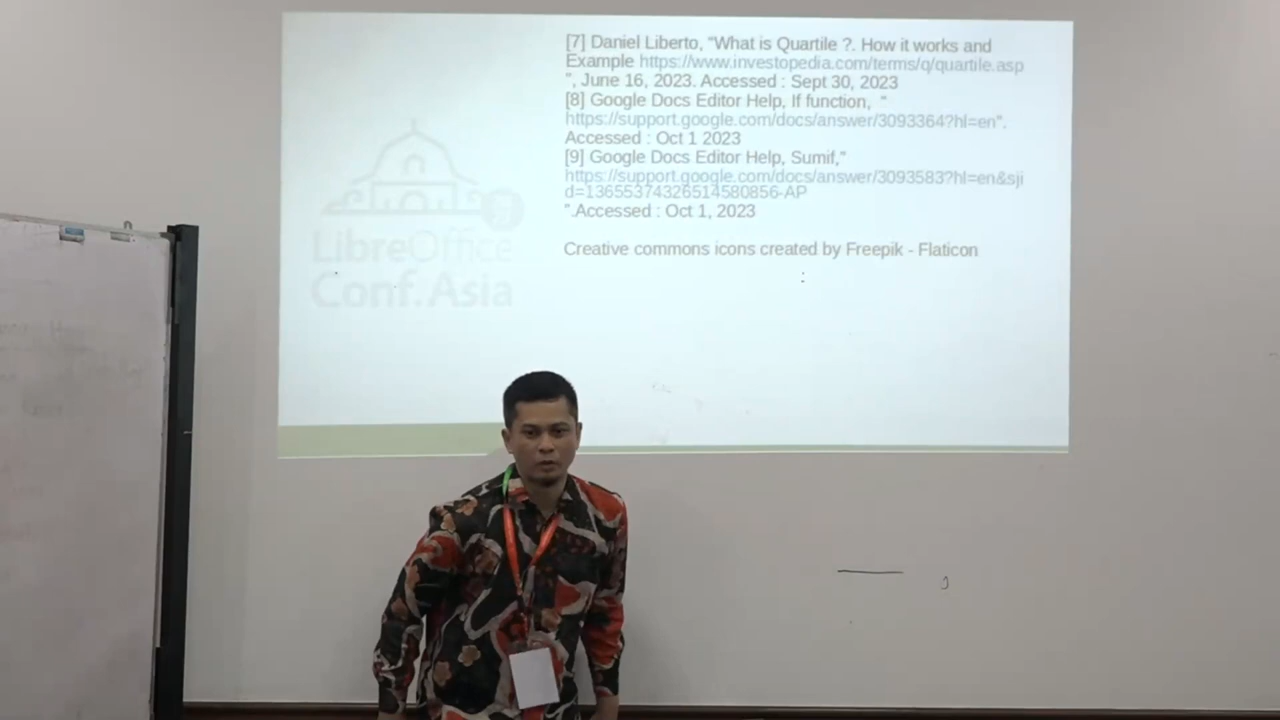 [7] Daniel Liberto, "What is Quartile ?. How it works and
Example https://www.investopedia.com/terms/q/quartile.asp
", June 16, 2023. Accessed : Sept 30, 2023
[8] Google Docs Editor Help, If function, "
https://support.google.com/docs/answer/3093364?hl=en".
Accessed : Oct 1 2023
[9] Google Docs Editor Help, Sumif,"
https://support.google.com/docs/answer/3093583?hl=en&sji
d=13655374326514580856-AP
".Accessed : Oct 1, 2023
Creative commons icons created by Freepik - Flaticon
LibreOffice
Conf.Asia